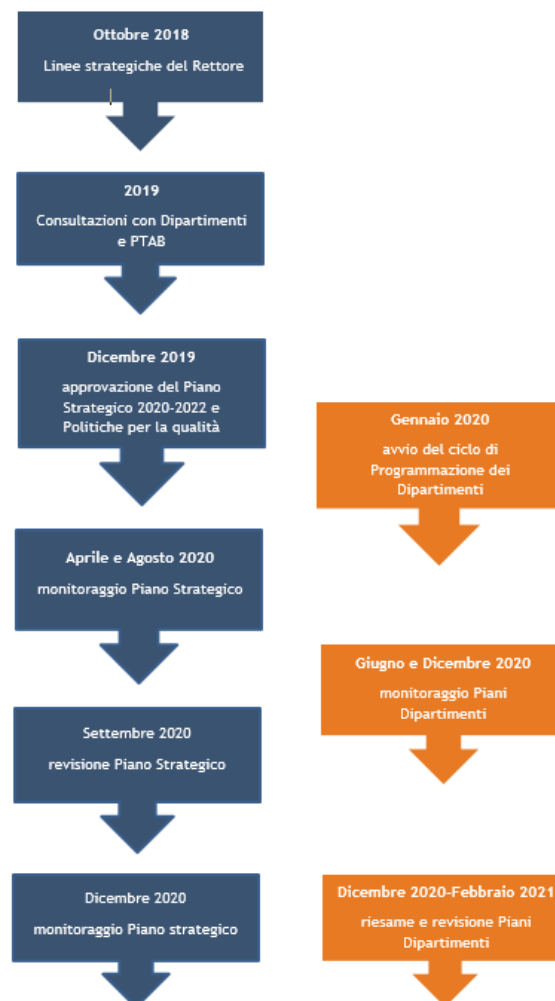 Ottobre 2018
Linee strategiche del Rettore
2019
Consultazioni con Dipartimenti
e PTAB
Dicembre 2019
approvazione del Piano
Strategico 2020-2022 e
Politiche per la qualità
Gennaio 2020
avvio del ciclo di
Programmazione dei
Dipartimenti
Aprile e Agosto 2020
monitoraggio Piano Strategico
Giugno e Dicembre 2020
monitoraggio Piani
Dipartimenti
Settembre 2020
revisione Piano Strategico
Dicembre 2020
monitoraggio Piano strategico
Dicembre 2020-Febbraio 2021
riesame e revisione Piani
Dipartimenti